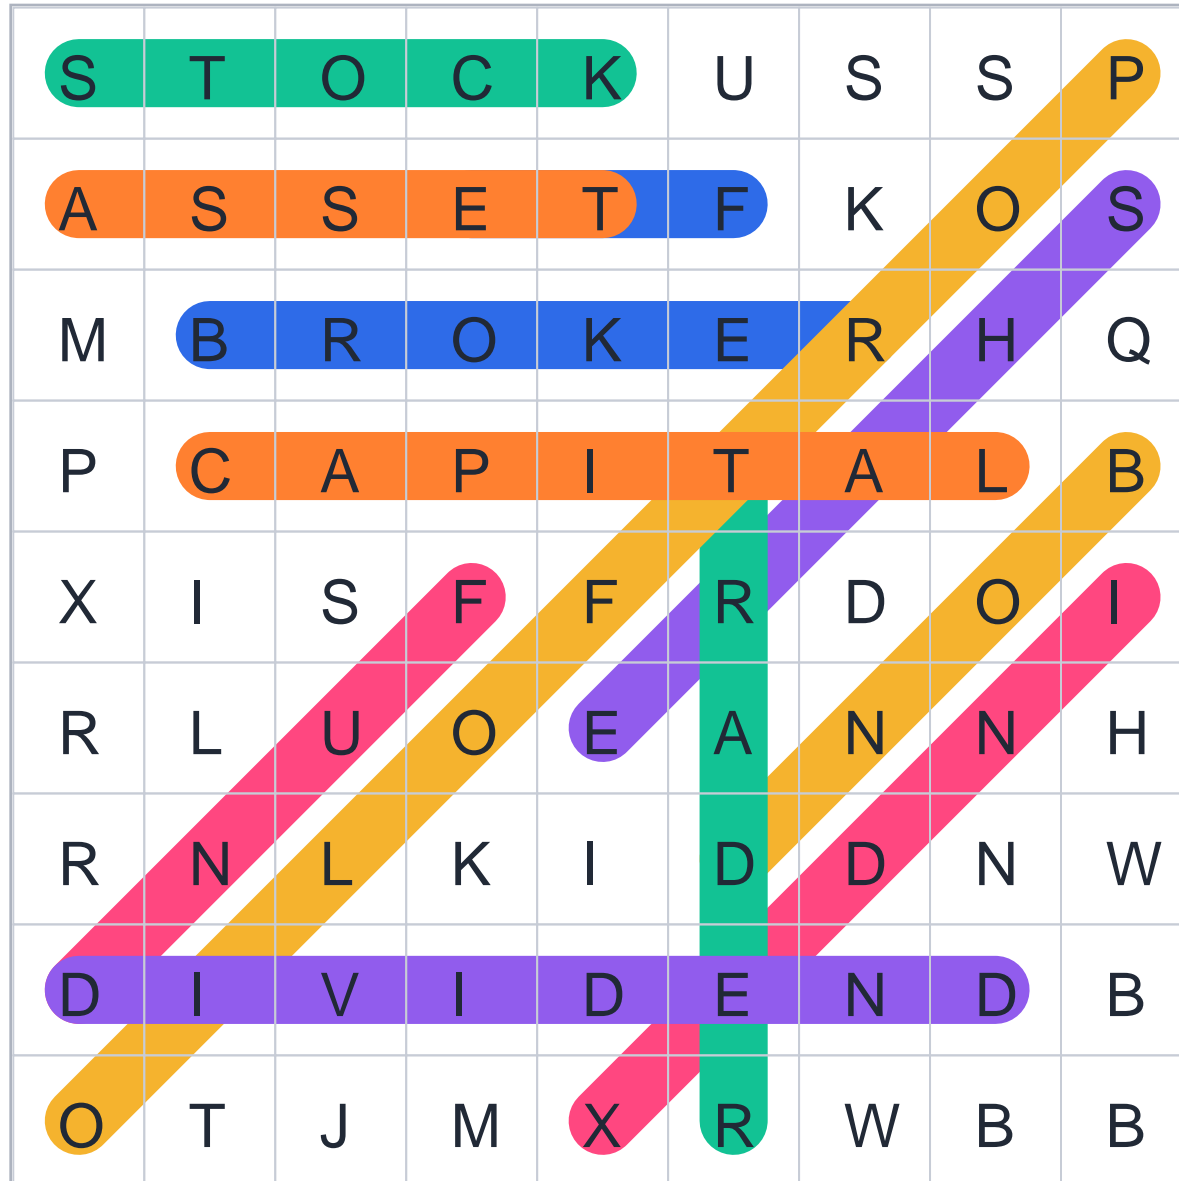 S T O C K U S S P
A S S E T F K O S
M B R O K E R H Q
P C A P I T A L B
X I S F F R D O I
R L U O E A N N H
R N L K I D D N W
D I V I D E N D B
O T J M X R W B B